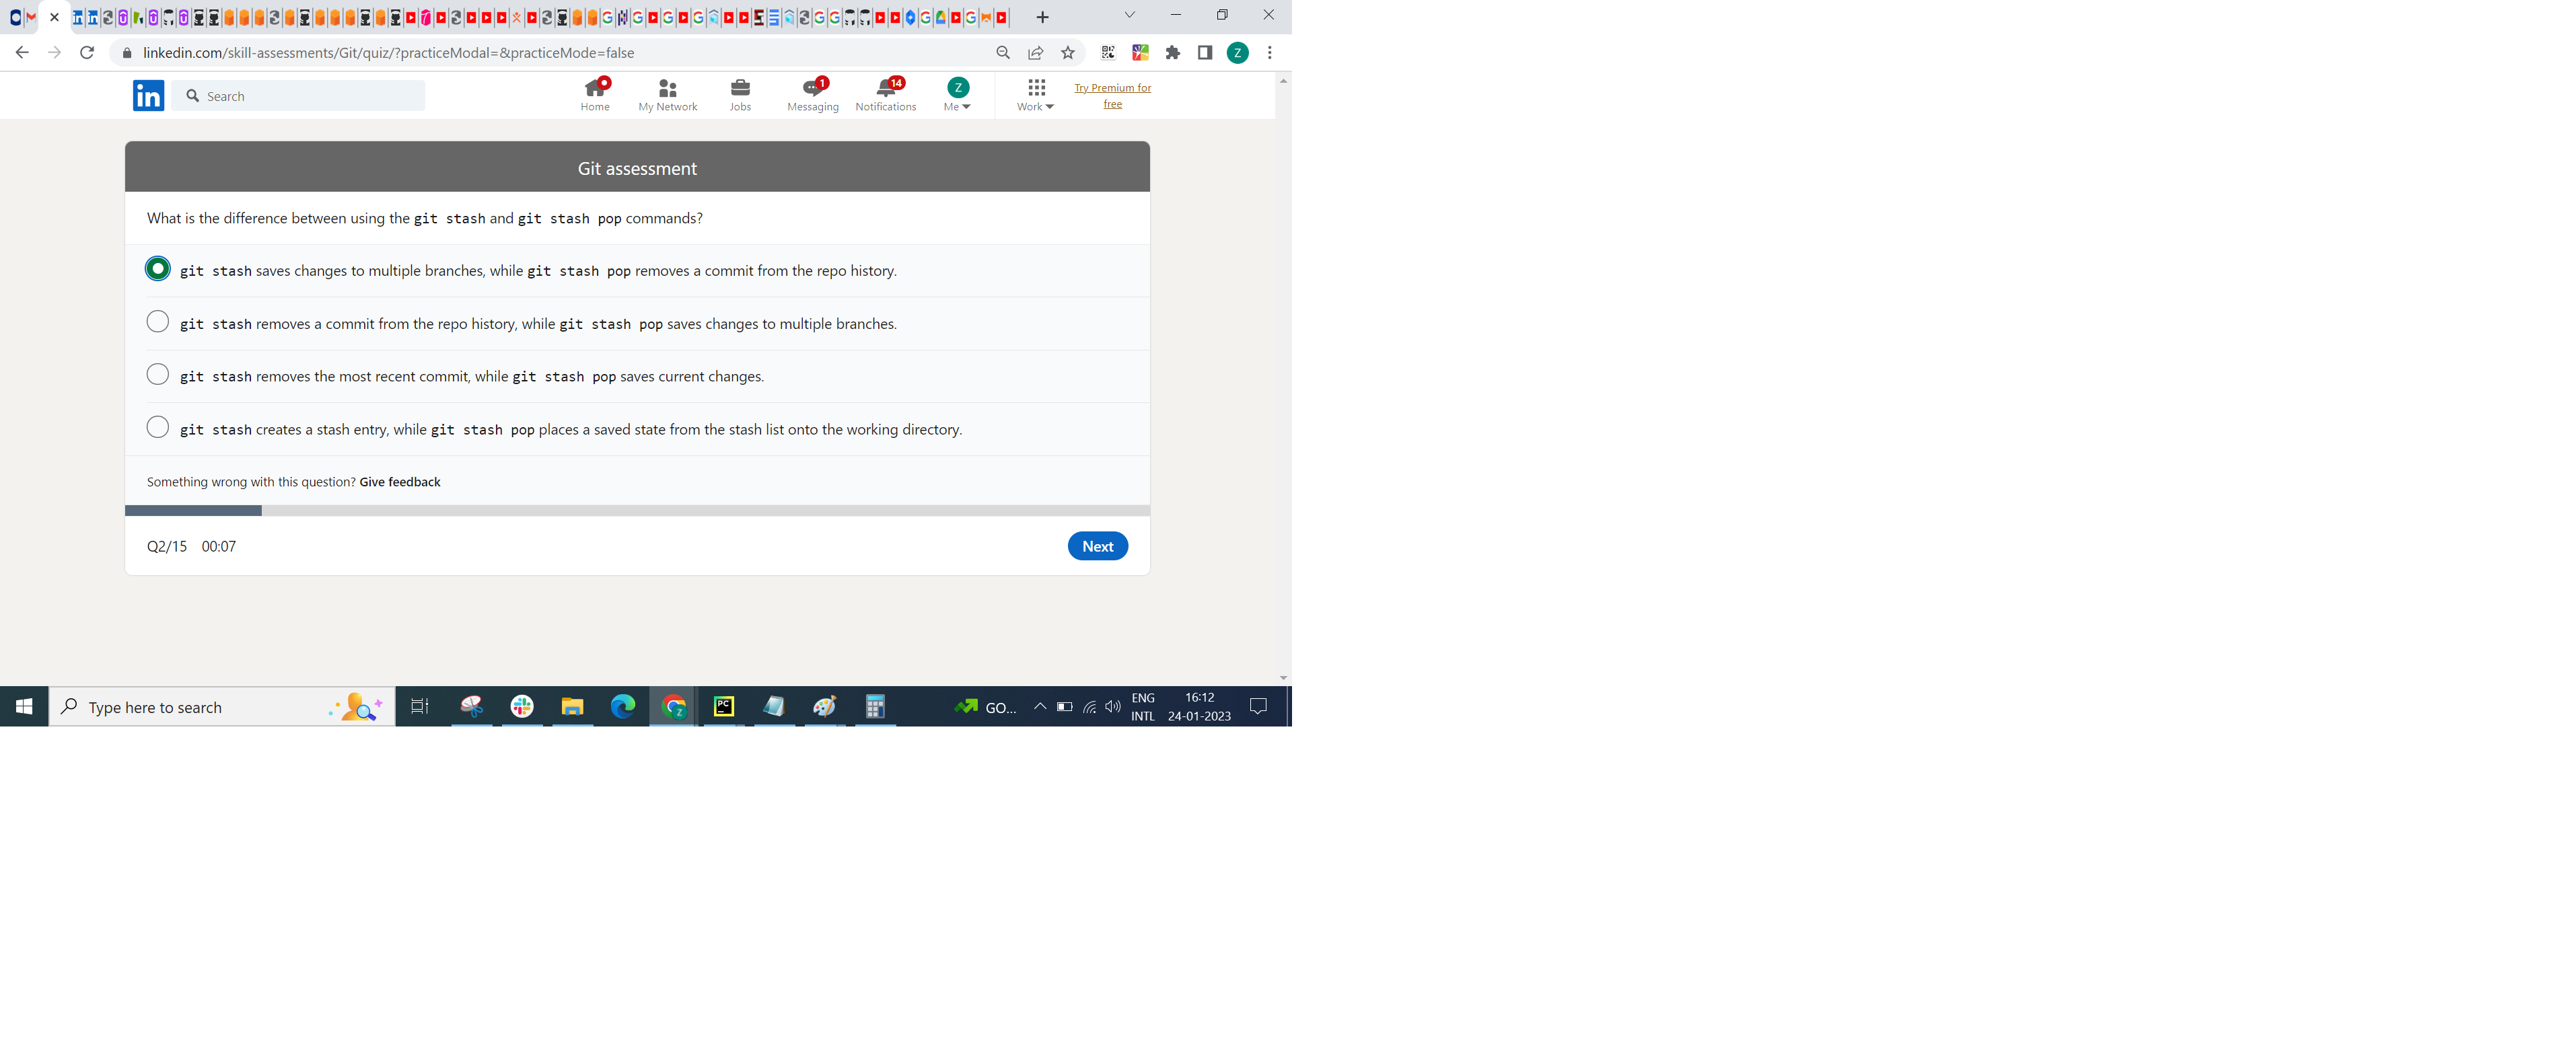 linkedin.com/skill-assessments/Git/quiz/?practiceModal=&practiceMode=false
Z
in
Search
Home
My Network
Jobs
1
Messaging
14
Notifications
Z
Me
Work
Try Premium for
free
Git assessment
What is the difference between using the git stash and git stash pop commands?
git stash saves changes to multiple branches, while git stash pop removes a commit from the repo history.
git stash removes a commit from the repo history, while git stash pop saves changes to multiple branches.
git stash removes the most recent commit, while git stash pop saves current changes.
git stash creates a stash entry, while git stash pop places a saved state from the stash list onto the working directory.
Something wrong with this question? Give feedback
Q2/15 00:07
Next
Type here to search
PC
GO...
ENG
INTL
16:12
24-01-2023